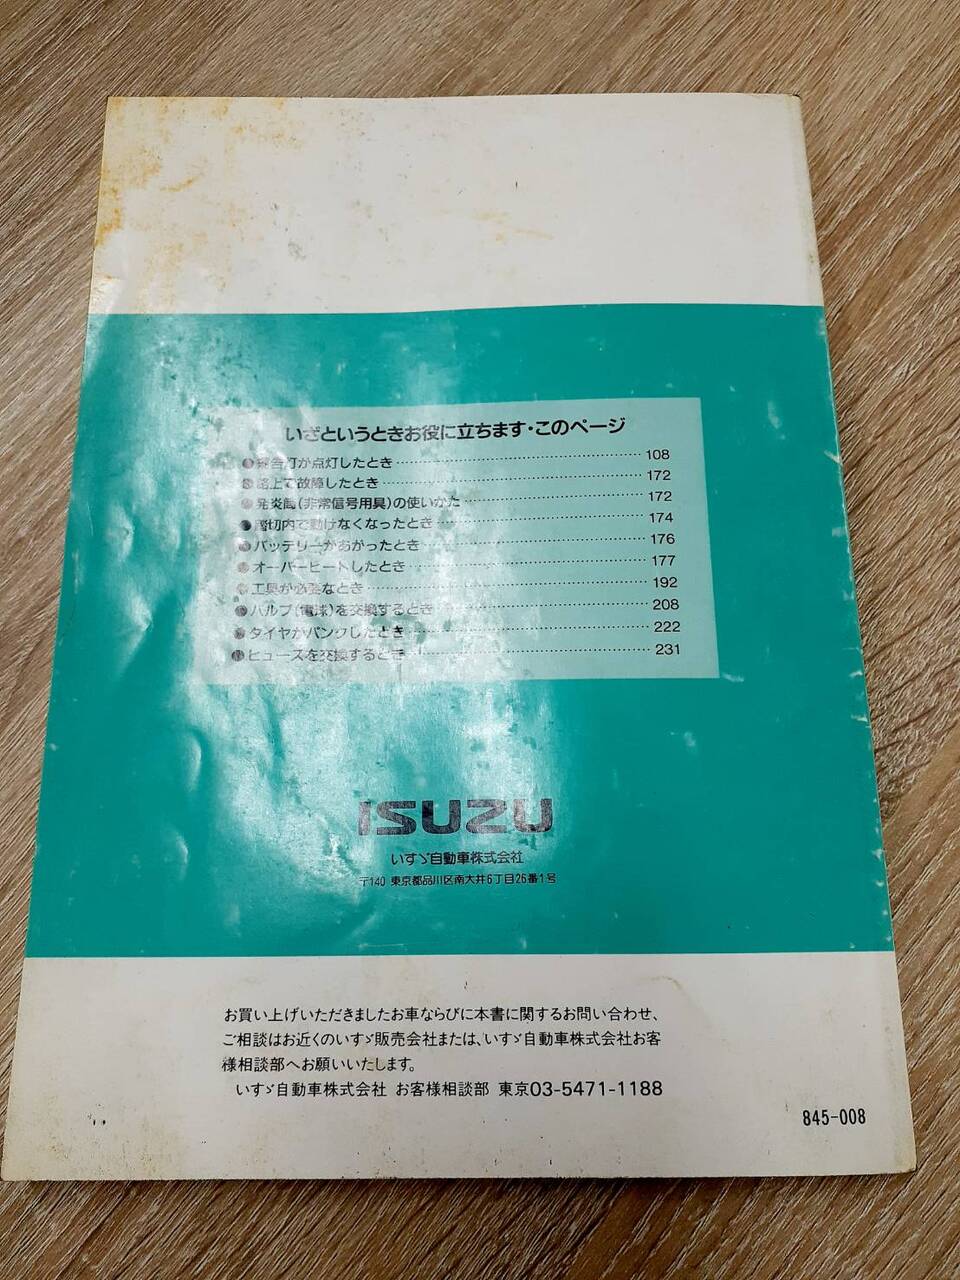 いざというときお役に立ちます・このページ
●警告灯が点灯したとき 108
●路上で故障したとき 172
●発炎筒(非常信号用具)の使いかた 172
●踏切内で動けなくなったとき 174
●バッテリーがあがったとき 176
●オーバーヒートしたとき 177
●工具が必要なとき 192
●バルブ(電球)を交換するとき 208
●タイヤがパンクしたとき 222
●ヒューズを交換するとき 231
ISUZU
いすゞ自動車株式会社
〒140 東京都品川区南大井6丁目26番1号
お買い上げいただきましたお車ならびに本書に関するお問い合わせ、
ご相談はお近くのいすゞ販売会社または、いすゞ自動車株式会社お客
様相談部へお願いいたします。
いすゞ自動車株式会社 お客様相談部 東京03-5471-1188
845-008